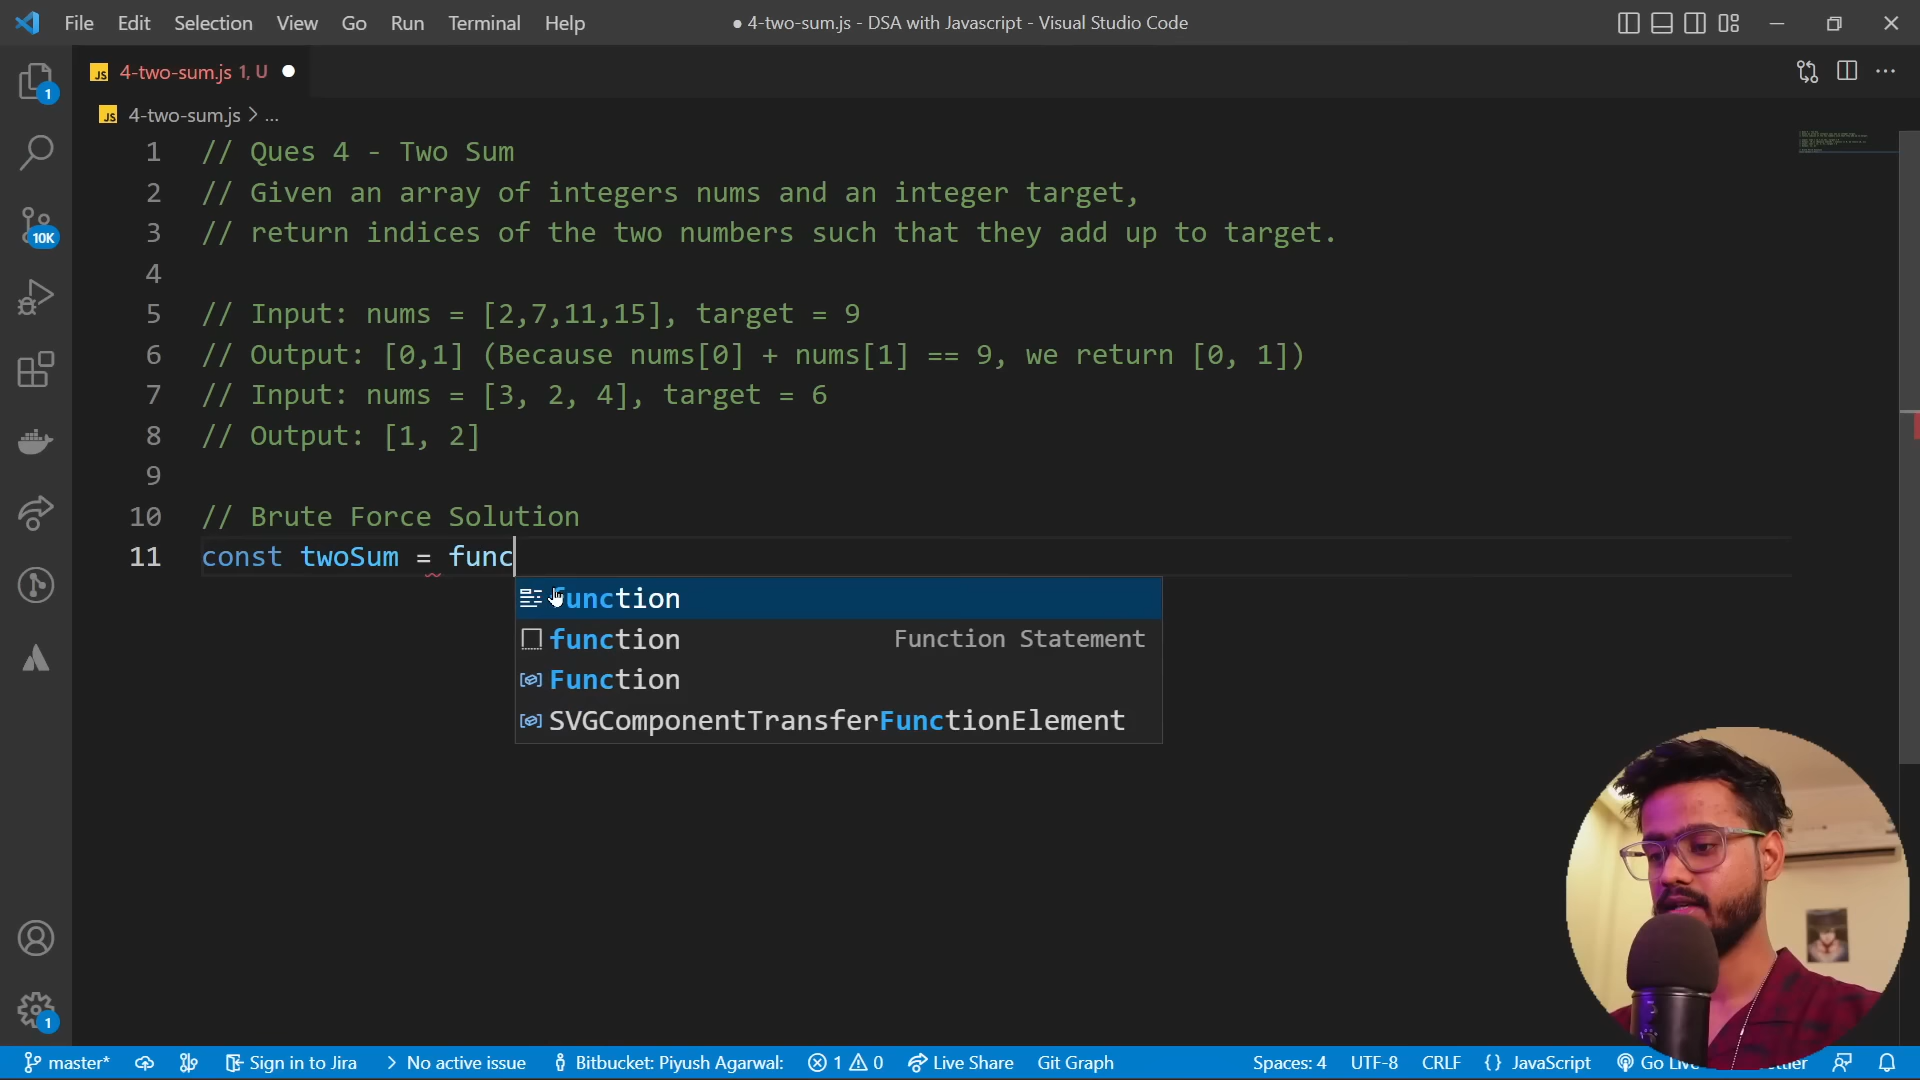 File Edit Selection View Go Run Terminal Help
● 4-two-sum.js - DSA with Javascript - Visual Studio Code
JS 4-two-sum.js 1, U ●
JS 4-two-sum.js > ...
1 // Ques 4 - Two Sum
2 // Given an array of integers nums and an integer target,
3 // return indices of the two numbers such that they add up to target.
4
5 // Input: nums = [2,7,11,15], target = 9
6 // Output: [0,1] (Because nums[0] + nums[1] == 9, we return [0, 1])
7 // Input: nums = [3, 2, 4], target = 6
8 // Output: [1, 2]
9
10 // Brute Force Solution
11 const twoSum = func
function
function Function Statement
Function
SVGComponentTransferFunctionElement
1
10K
1
master* Sign in to Jira No active issue Bitbucket: Piyush Agarwal: 1 0 Live Share Git Graph Spaces: 4 UTF-8 CRLF {} JavaScript Go